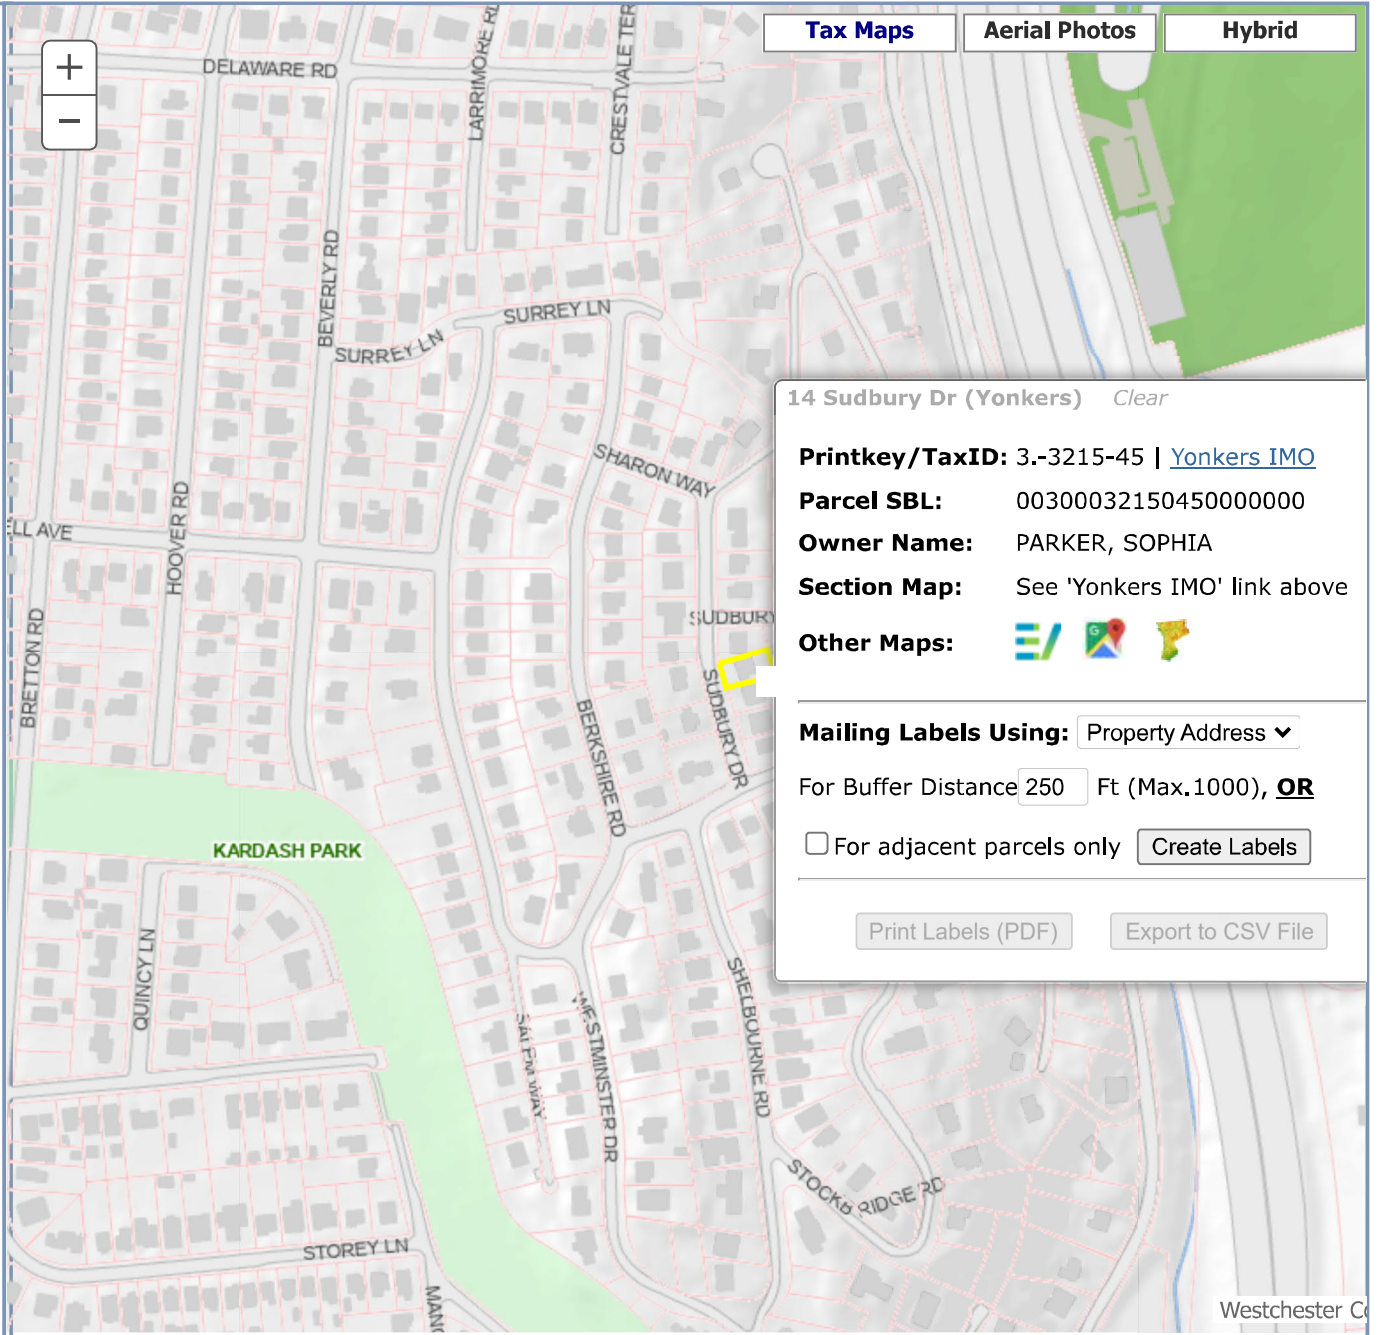 Tax Maps
Aerial Photos
Hybrid
+
−
DELAWARE RD
LARRIMORE RD
CRESTVALE TER
BEVERLY RD
SURREY LN
SURREY LN
14 Sudbury Dr (Yonkers) Clear
Printkey/TaxID: 3.-3215-45 | Yonkers IMO
Parcel SBL: 00300032150450000000
Owner Name: PARKER, SOPHIA
Section Map: See 'Yonkers IMO' link above
Other Maps:
Mailing Labels Using: Property Address
For Buffer Distance 250 Ft (Max.1000), OR
For adjacent parcels only Create Labels
Print Labels (PDF) Export to CSV File
SHARON WAY
ELL AVE
HOOVER RD
BRETTON RD
SUDBURY
SUDBURY DR
BERKSHIRE RD
KARDASH PARK
QUINCY LN
SALEM WAY
WESTMINSTER DR
SHELBOURNE RD
STOCKBRIDGE RD
STOREY LN
MANC
Westchester Co